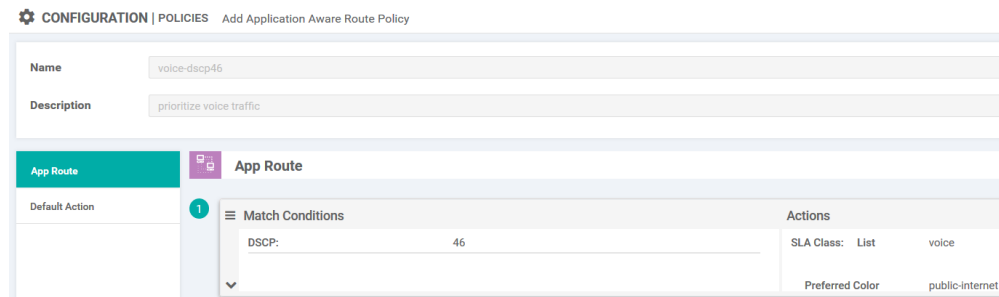 CONFIGURATION | POLICIES Add Application Aware Route Policy
Name voice-dscp46
Description prioritize voice traffic
App Route
App Route
Default Action
1
Match Conditions Actions
DSCP: 46 SLA Class: List voice
Preferred Color public-internet